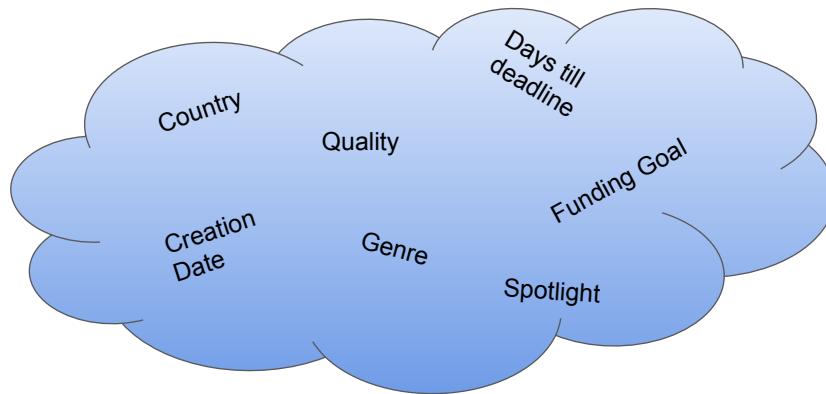 Days till
deadline
Country
Quality
Funding Goal
Creation
Date
Genre
Spotlight